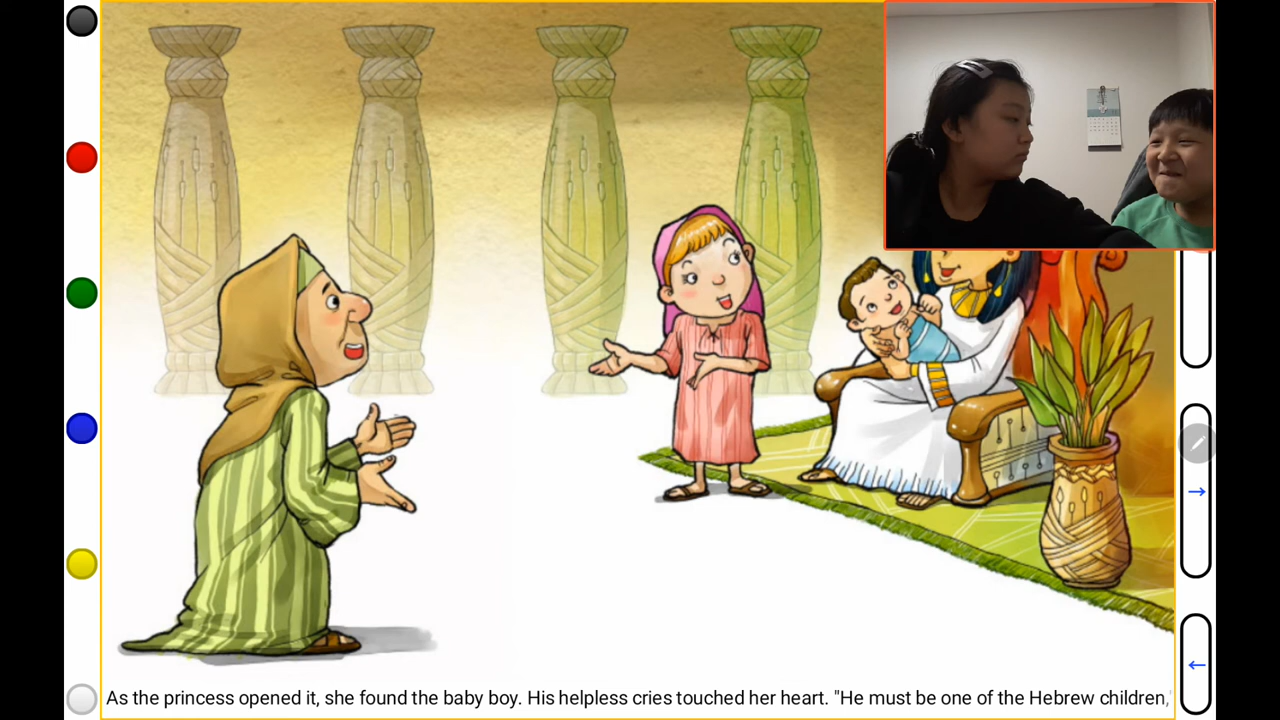 As the princess opened it, she found the baby boy. His helpless cries touched her heart. "He must be one of the Hebrew children,